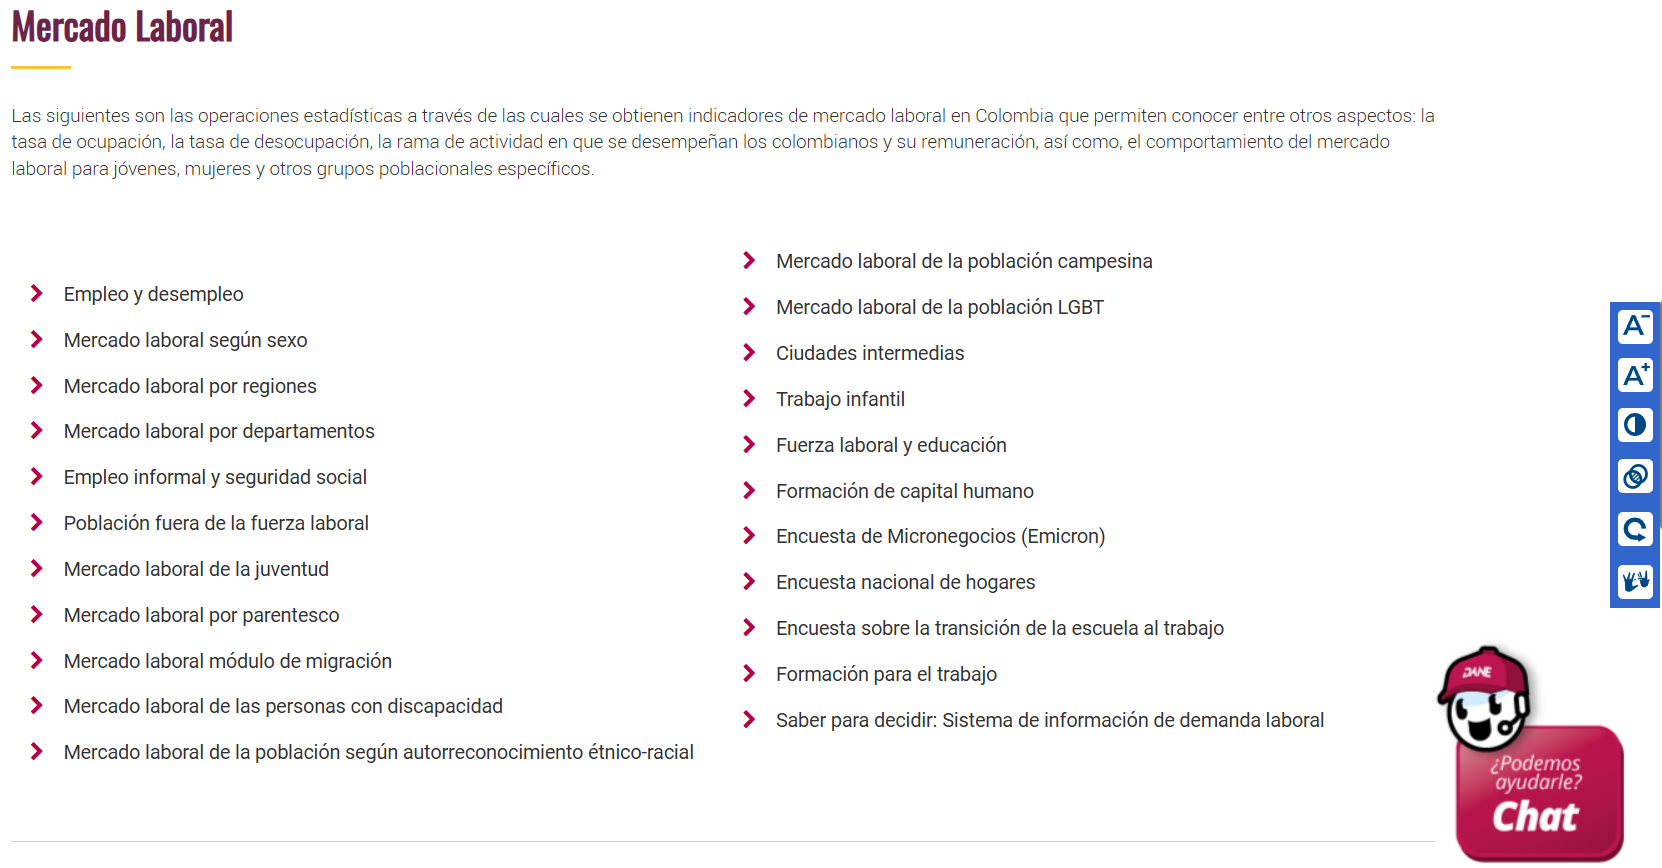 Mercado Laboral
Las siguientes son las operaciones estadísticas a través de las cuales se obtienen indicadores de mercado laboral en Colombia que permiten conocer entre otros aspectos: la
tasa de ocupación, la tasa de desocupación, la rama de actividad en que se desempeñan los colombianos y su remuneración, así como, el comportamiento del mercado
laboral para jóvenes, mujeres y otros grupos poblacionales específicos.
Empleo y desempleo
Mercado laboral según sexo
Mercado laboral por regiones
Mercado laboral por departamentos
Empleo informal y seguridad social
Población fuera de la fuerza laboral
Mercado laboral de la juventud
Mercado laboral por parentesco
Mercado laboral módulo de migración
Mercado laboral de las personas con discapacidad
Mercado laboral de la población según autorreconocimiento étnico-racial
Mercado laboral de la población campesina
Mercado laboral de la población LGBT
Ciudades intermedias
Trabajo infantil
Fuerza laboral y educación
Formación de capital humano
Encuesta de Micronegocios (Emicron)
Encuesta nacional de hogares
Encuesta sobre la transición de la escuela al trabajo
Formación para el trabajo
Saber para decidir: Sistema de información de demanda laboral
A-
A+
DANE
¿Podemos
ayudarle?
Chat